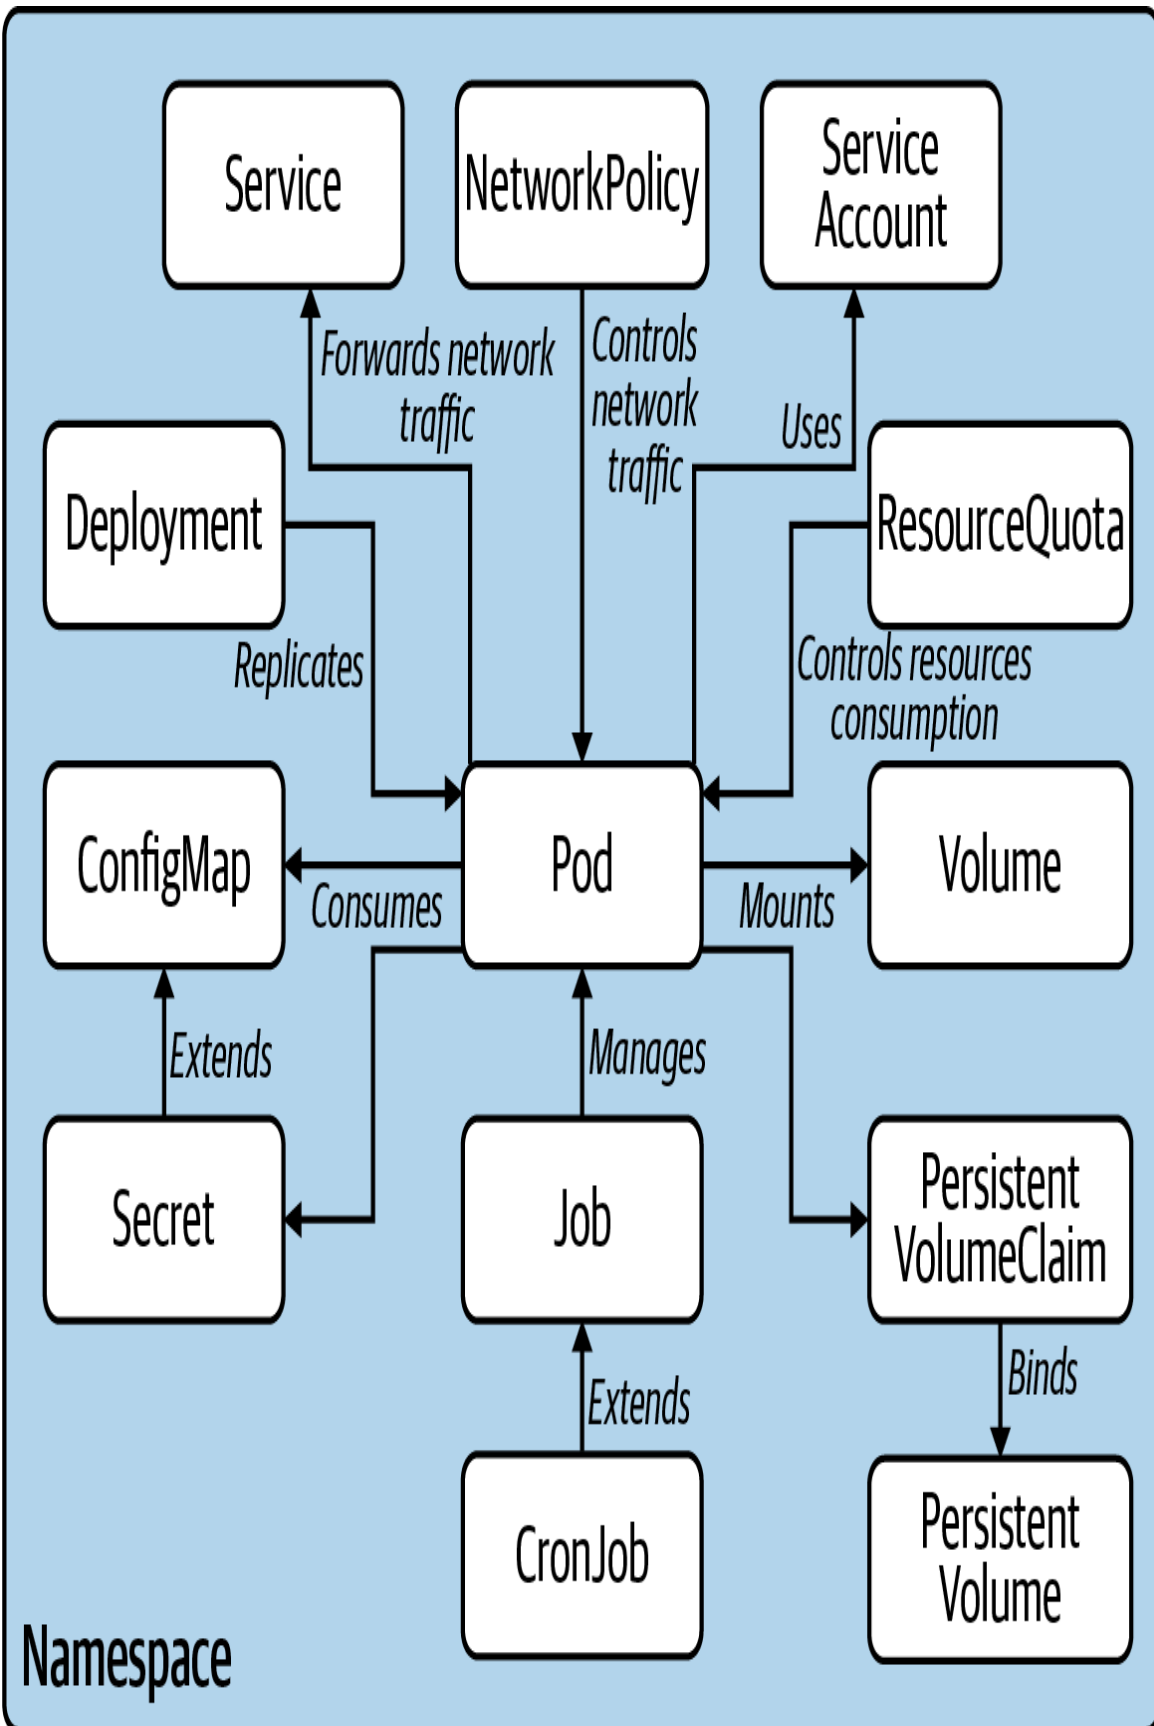 Service
NetworkPolicy
Service
Account
Forwards network
traffic
Controls
network
traffic
Uses
Deployment
ResourceQuota
Replicates
Controls resources
consumption
ConfigMap
Pod
Volume
Consumes
Mounts
Extends
Manages
Secret
Job
Persistent
VolumeClaim
Extends
Binds
CronJob
Persistent
Volume
Namespace